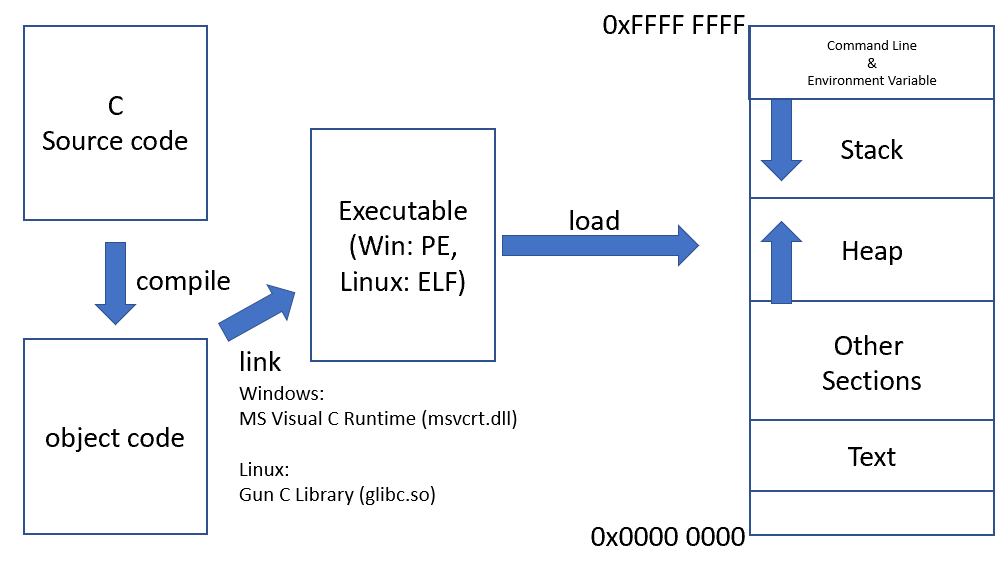 C
Source code
compile
object code
link
Windows:
MS Visual C Runtime (msvcrt.dll)
Linux:
Gun C Library (glibc.so)
Executable
(Win: PE,
Linux: ELF)
load
0xFFFF FFFF
Command Line
&
Environment Variable
Stack
Heap
Other
Sections
Text
0x0000 0000